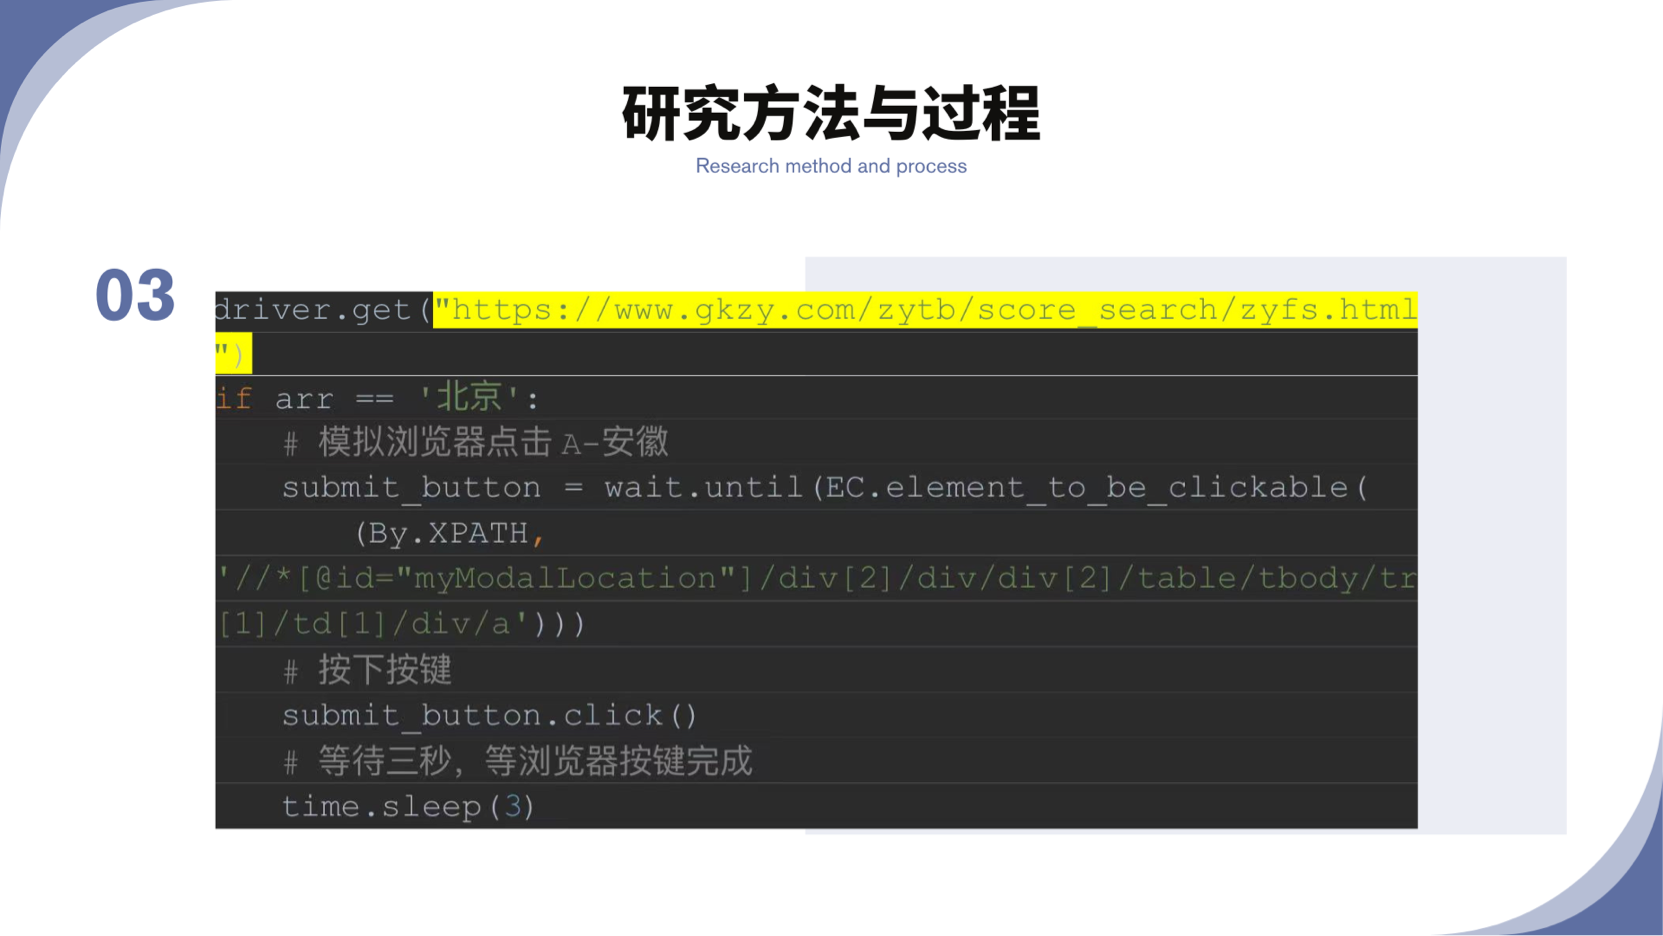 研究方法与过程
Research method and process
03
driver.get("https://www.gkzy.com/zytb/score_search/zyfs.html
")
if arr == '北京':
# 模拟浏览器点击 A-安徽
submit_button = wait.until(EC.element_to_be_clickable(
(By.XPATH,
'//*[@id="myModalLocation"]/div[2]/div/div[2]/table/tbody/tr
[1]/td[1]/div/a')))
# 按下按键
submit_button.click()
# 等待三秒，等浏览器按键完成
time.sleep(3)